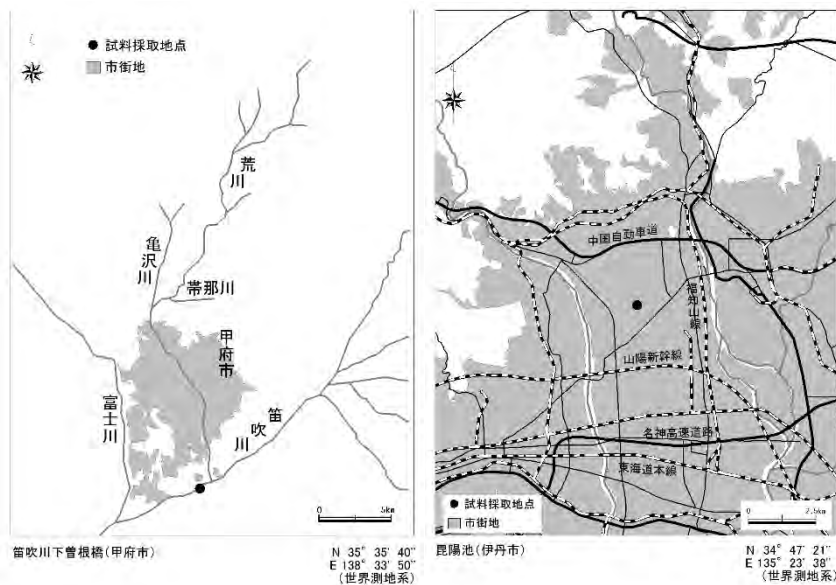 試料採取地点
市街地
荒川
亀沢川
帯那川
甲府市
富士川
笛吹川
0 5km
笛吹川下曽根橋(甲府市)
N 35° 35' 40"
E 138° 33' 50"
(世界測地系)
中国自動車道
福知山線
山陽新幹線
名神高速道路
東海道本線
試料採取地点
市街地
0 2.5km
昆陽池(伊丹市)
N 34° 47' 21"
E 135° 23' 38"
(世界測地系)